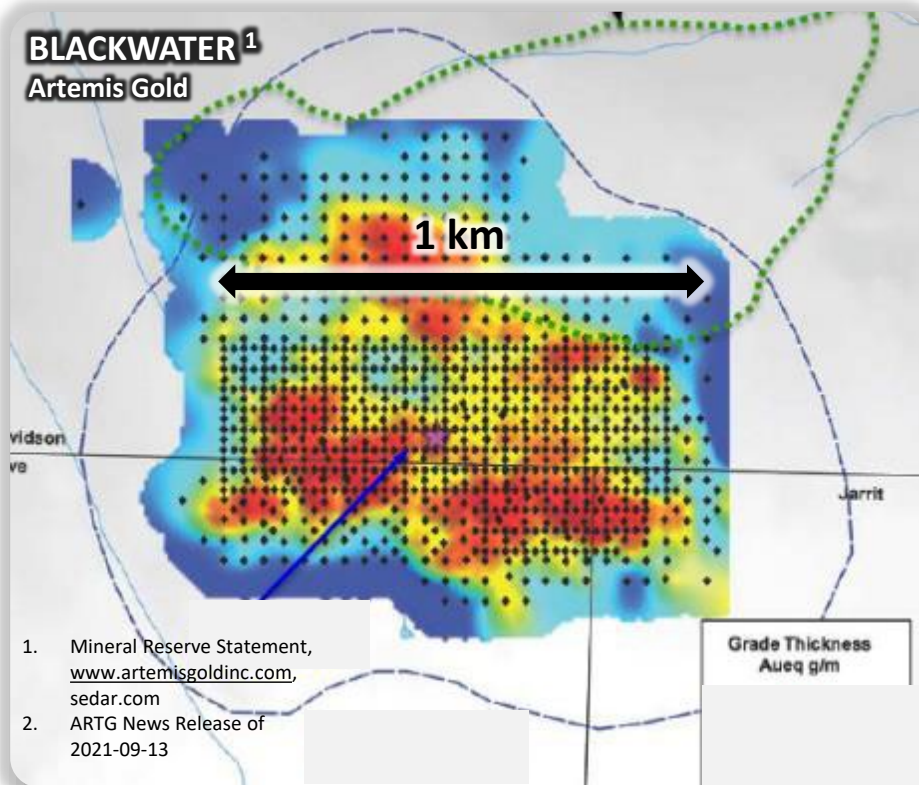 BLACKWATER 1
Artemis Gold
1 km
vidson
ve
Jarrit
Grade Thickness
Aueq g/m
1. Mineral Reserve Statement,
www.artemisgoldinc.com,
sedar.com
2. ARTG News Release of
2021-09-13